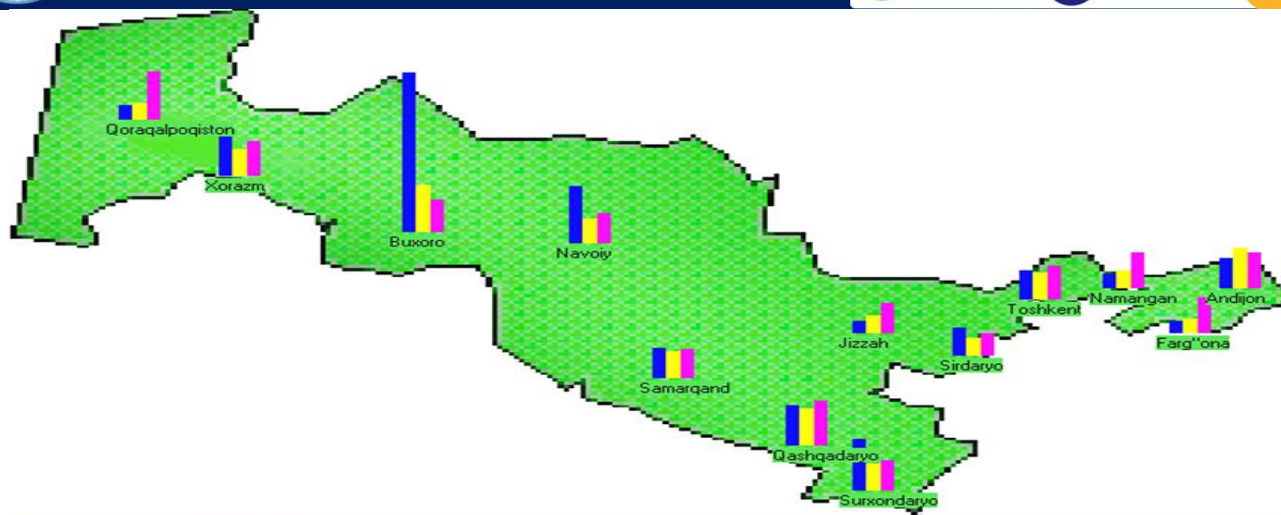 Qoraqalpoqiston
Xorazm
Buxoro
Navoiy
Toshkent
Namangan
Andijon
Farg"ona
Jizzah
Sirdaryo
Samarqand
Qashqadaryo
Surxondaryo